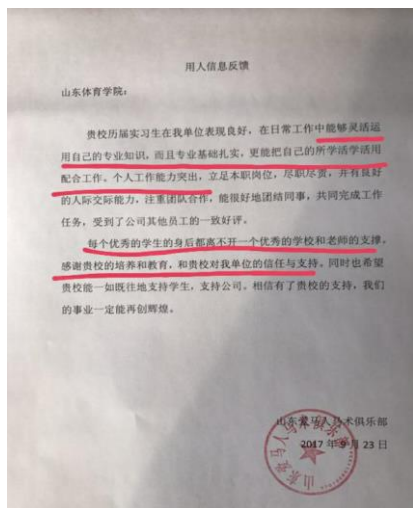 用人信息反馈
山东体育学院：
贵校历届实习生在我单位表现良好，在日常工作中能够灵活运
用自己的专业知识，而且专业基础扎实，更能把自己的所学活学活用
配合工作。个人工作能力突出，立足本职岗位，尽职尽责，并有良好
的人际交际能力，注重团队合作，能很好地团结同事，共同完成工作
任务，受到了公司其他员工的一致好评。
每个优秀的学生的身后都离不开一个优秀的学校和老师的支撑。
感谢贵校的培养和教育，和贵校对我单位的信任与支持。同时也希望
贵校能一如既往地支持学生，支持公司。相信有了贵校的支持，我们
的事业一定能再创辉煌。
山东爱马人马术俱乐部
2017 年 9 月 23 日